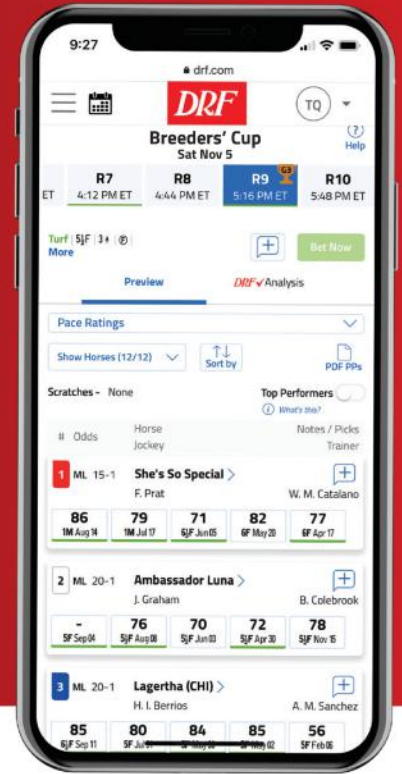 9:27
drf.com
DRF
TQ
Breeders' Cup
Sat Nov 5
Help
R7
R8
R9
G3
R10
ET
4:12 PM ET
4:44 PM ET
5:16 PM ET
5:48 PM ET
Turf 5½F 3↑ Ⓕ
More
Bet Now
Preview
DRF✓Analysis
Pace Ratings
Show Horses (12/12)
Sort by
PDF PPs
Scratches - None
Top Performers
What's this?
# Odds
Horse
Jockey
Notes / Picks
Trainer
1 ML 15-1 She's So Special >
F. Prat
W. M. Catalano
86 79 71 82 77
1M Aug 14 1M Jul 17 6½F Jun 05 6F May 20 6F Apr 17
2 ML 20-1 Ambassador Luna >
J. Graham
B. Colebrook
- 76 70 72 78
5F Sep 04 5½F Aug 08 5½F Jun 03 5½F Apr 30 5½F Nov 15
3 ML 20-1 Lagertha (CHI) >
H. I. Berrios
A. M. Sanchez
85 80 84 85 56
6½F Sep 11 5F 5F Feb 06